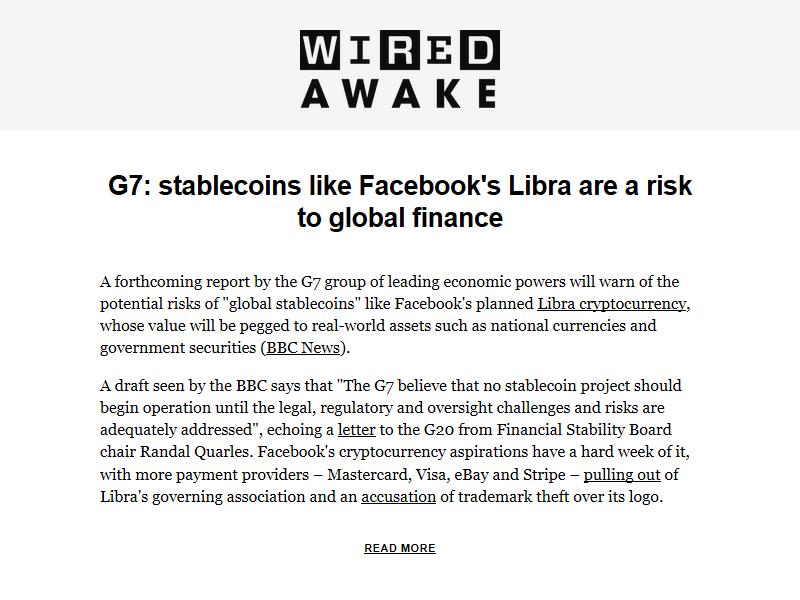 WIRED
AWAKE
G7: stablecoins like Facebook's Libra are a risk
to global finance
A forthcoming report by the G7 group of leading economic powers will warn of the
potential risks of "global stablecoins" like Facebook's planned Libra cryptocurrency,
whose value will be pegged to real-world assets such as national currencies and
government securities (BBC News).
A draft seen by the BBC says that "The G7 believe that no stablecoin project should
begin operation until the legal, regulatory and oversight challenges and risks are
adequately addressed", echoing a letter to the G20 from Financial Stability Board
chair Randal Quarles. Facebook's cryptocurrency aspirations have a hard week of it,
with more payment providers – Mastercard, Visa, eBay and Stripe – pulling out of
Libra's governing association and an accusation of trademark theft over its logo.
READ MORE